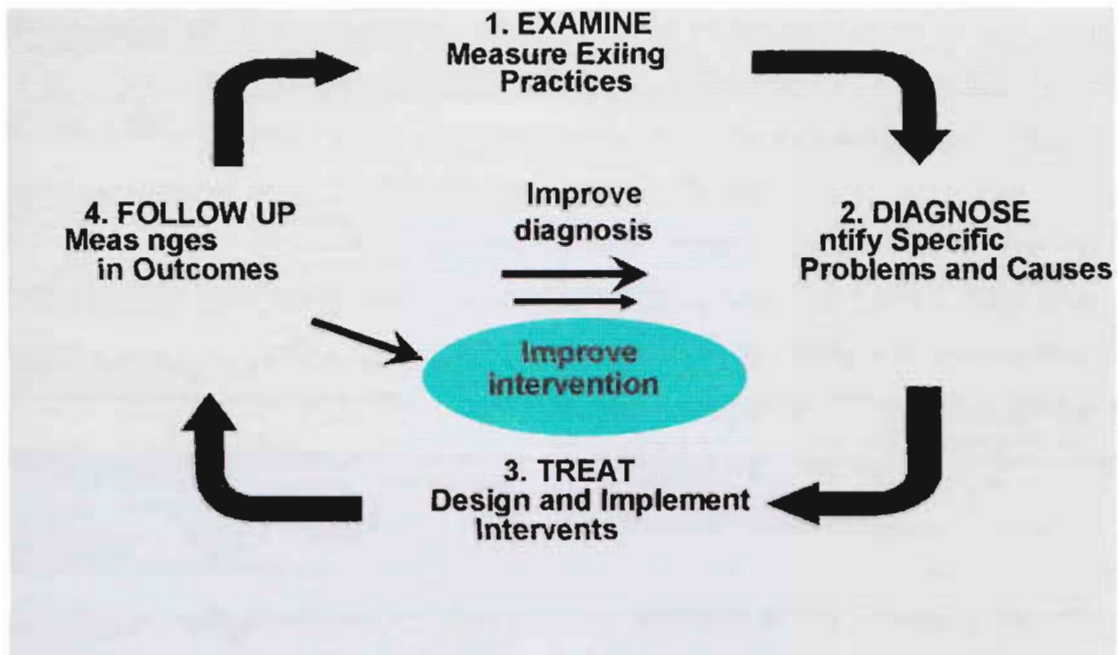 1. EXAMINE
Measure Exiing
Practices
Improve
diagnosis
4. FOLLOW UP
Meas nges
in Outcomes
2. DIAGNOSE
ntify Specific
Problems and Causes
Improve
intervention
3. TREAT
Design and Implement
Intervents